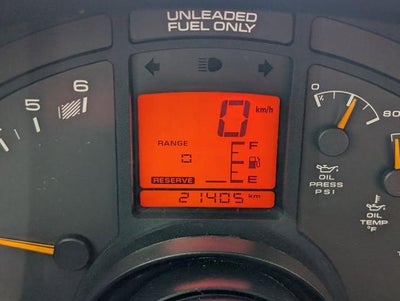 UNLEADED
FUEL ONLY
0 km/h
5 6
0
80
RANGE
F
0
RESERVE
E
OIL
PRESS
PSI
21405 KM
OIL
TEMP
°F